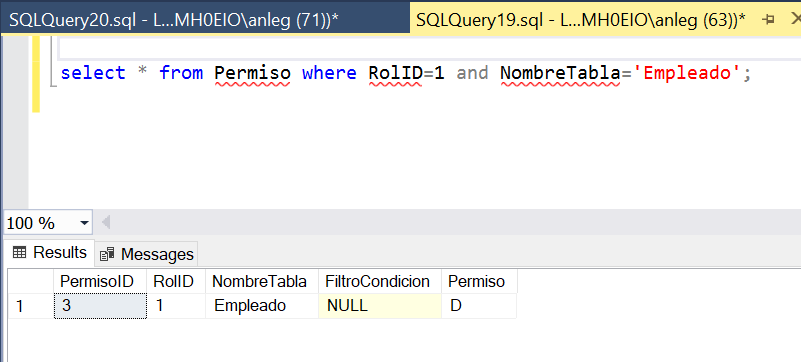 SQLQuery20.sql - L...MH0EIO\anleg (71))* SQLQuery19.sql - L...MH0EIO\anleg (63))*
select * from Permiso where RolID=1 and NombreTabla='Empleado';
100 %
Results Messages
PermisoID RolID NombreTabla FiltroCondicion Permiso
1 3 1 Empleado NULL D